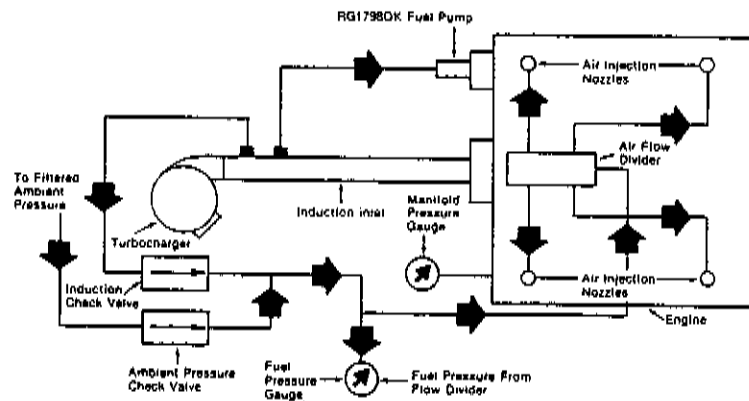 RG1798OK Fuel Pump
Air Injection
Nozzles
Air Flow
Divider
To Filtered
Ambient
Pressure
Induction Inlet
Manifold
Pressure
Gauge
Turbocharger
Induction
Check Valve
Air Injection
Nozzles
Engine
Ambient Pressure
Check Valve
Fuel
Pressure
Gauge
Fuel Pressure From
Flow Divider